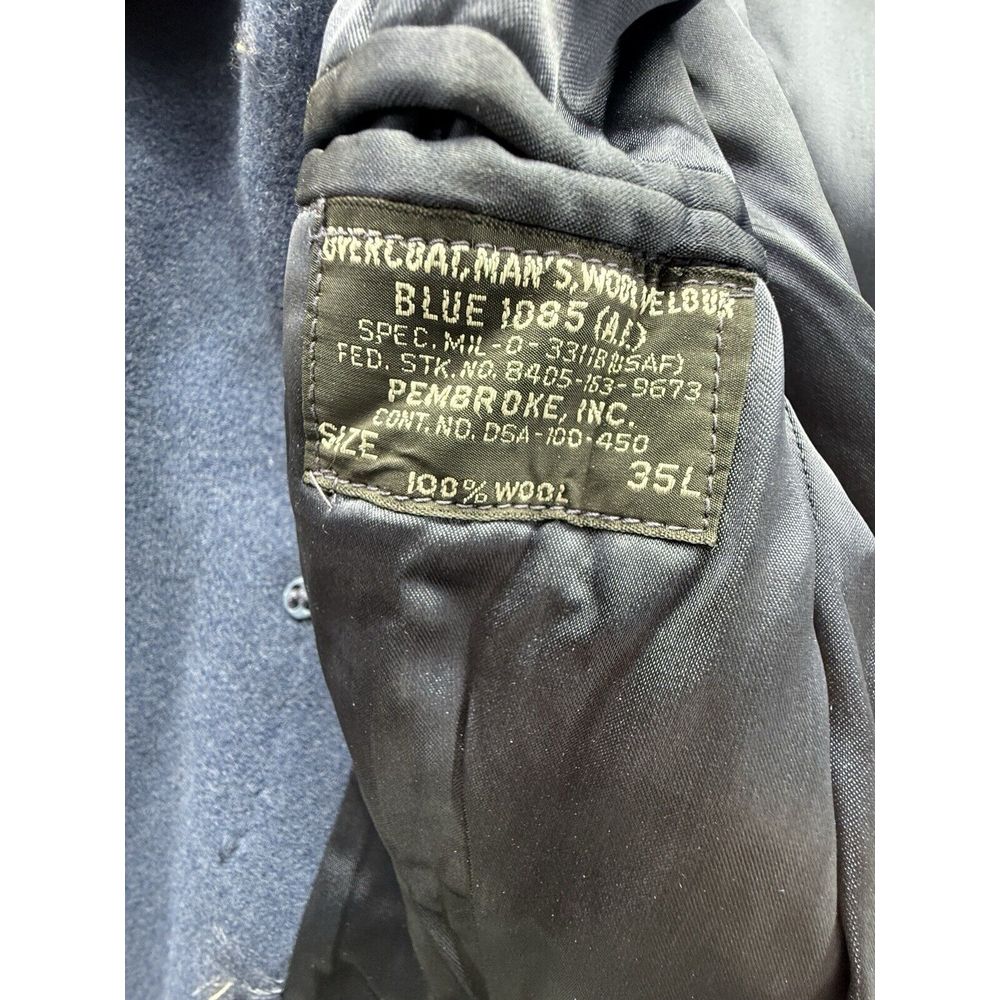 OVERCOAT, MAN'S, WOOL VELOUR
BLUE 1085 (A.F.)
SPEC. MIL-O-3311B (USAF)
FED. STK. NO. 8405-153-9673
PEMBROKE, INC.
CONT. NO. DSA-100-450
SIZE 35L
100% WOOL